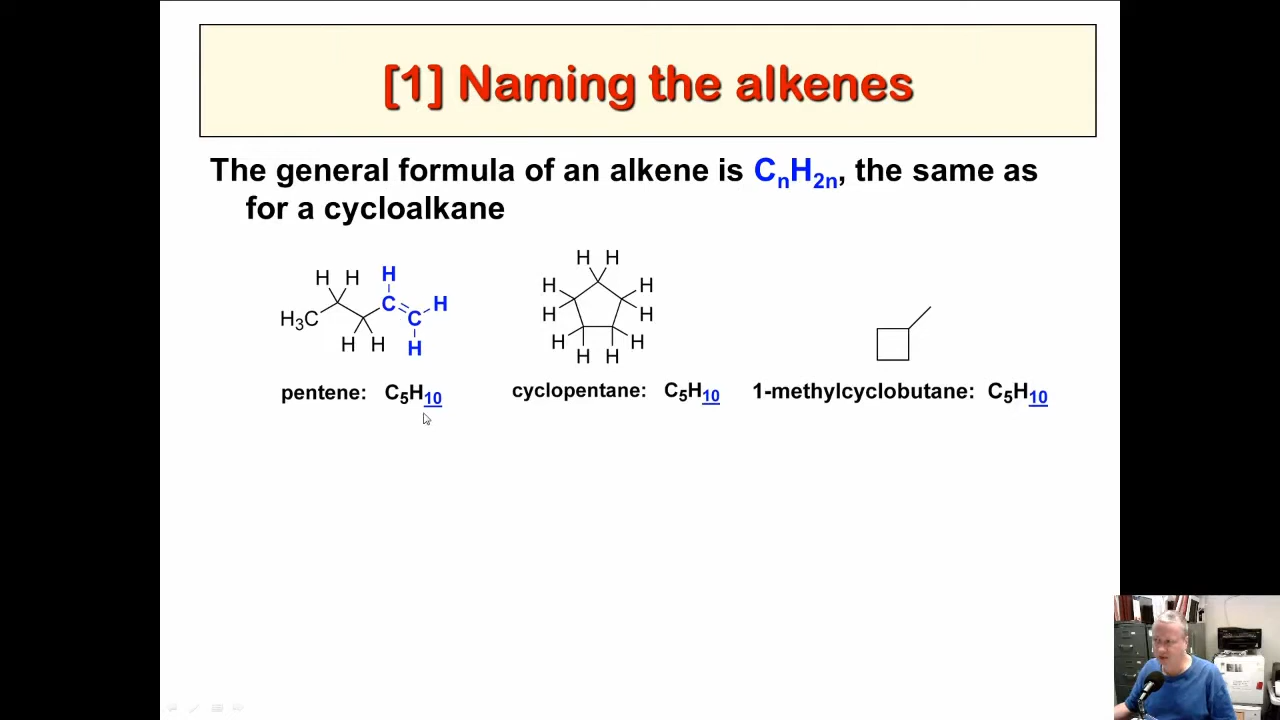 [1] Naming the alkenes
The general formula of an alkene is CnH2n, the same as
for a cycloalkane
H H H
C H
H3C C
H H H
pentene: C5H10
H H
H H
H H
H H
H H
cyclopentane: C5H10
1-methylcyclobutane: C5H10